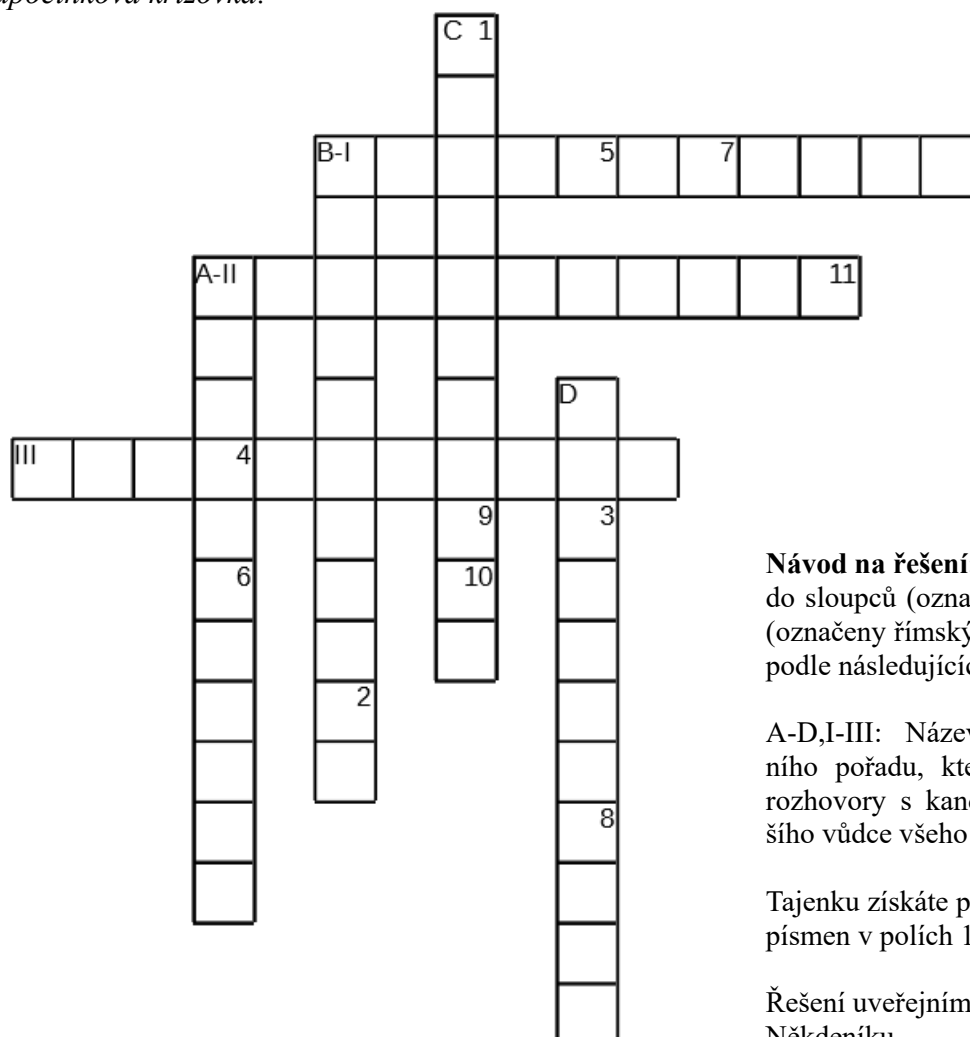 křížovka:
C 1
B-I 5 7
A-II 11
D
III 4
9 3
6 10
2
8
Návod na řešení
do sloupců (ozna
(označeny římský
podle následující
A-D,I-III: Název
ního pořadu, kte
rozhovory s kand
šího vůdce všeho
Tajenku získáte p
písmen v polích 1
Řešení uveřejním